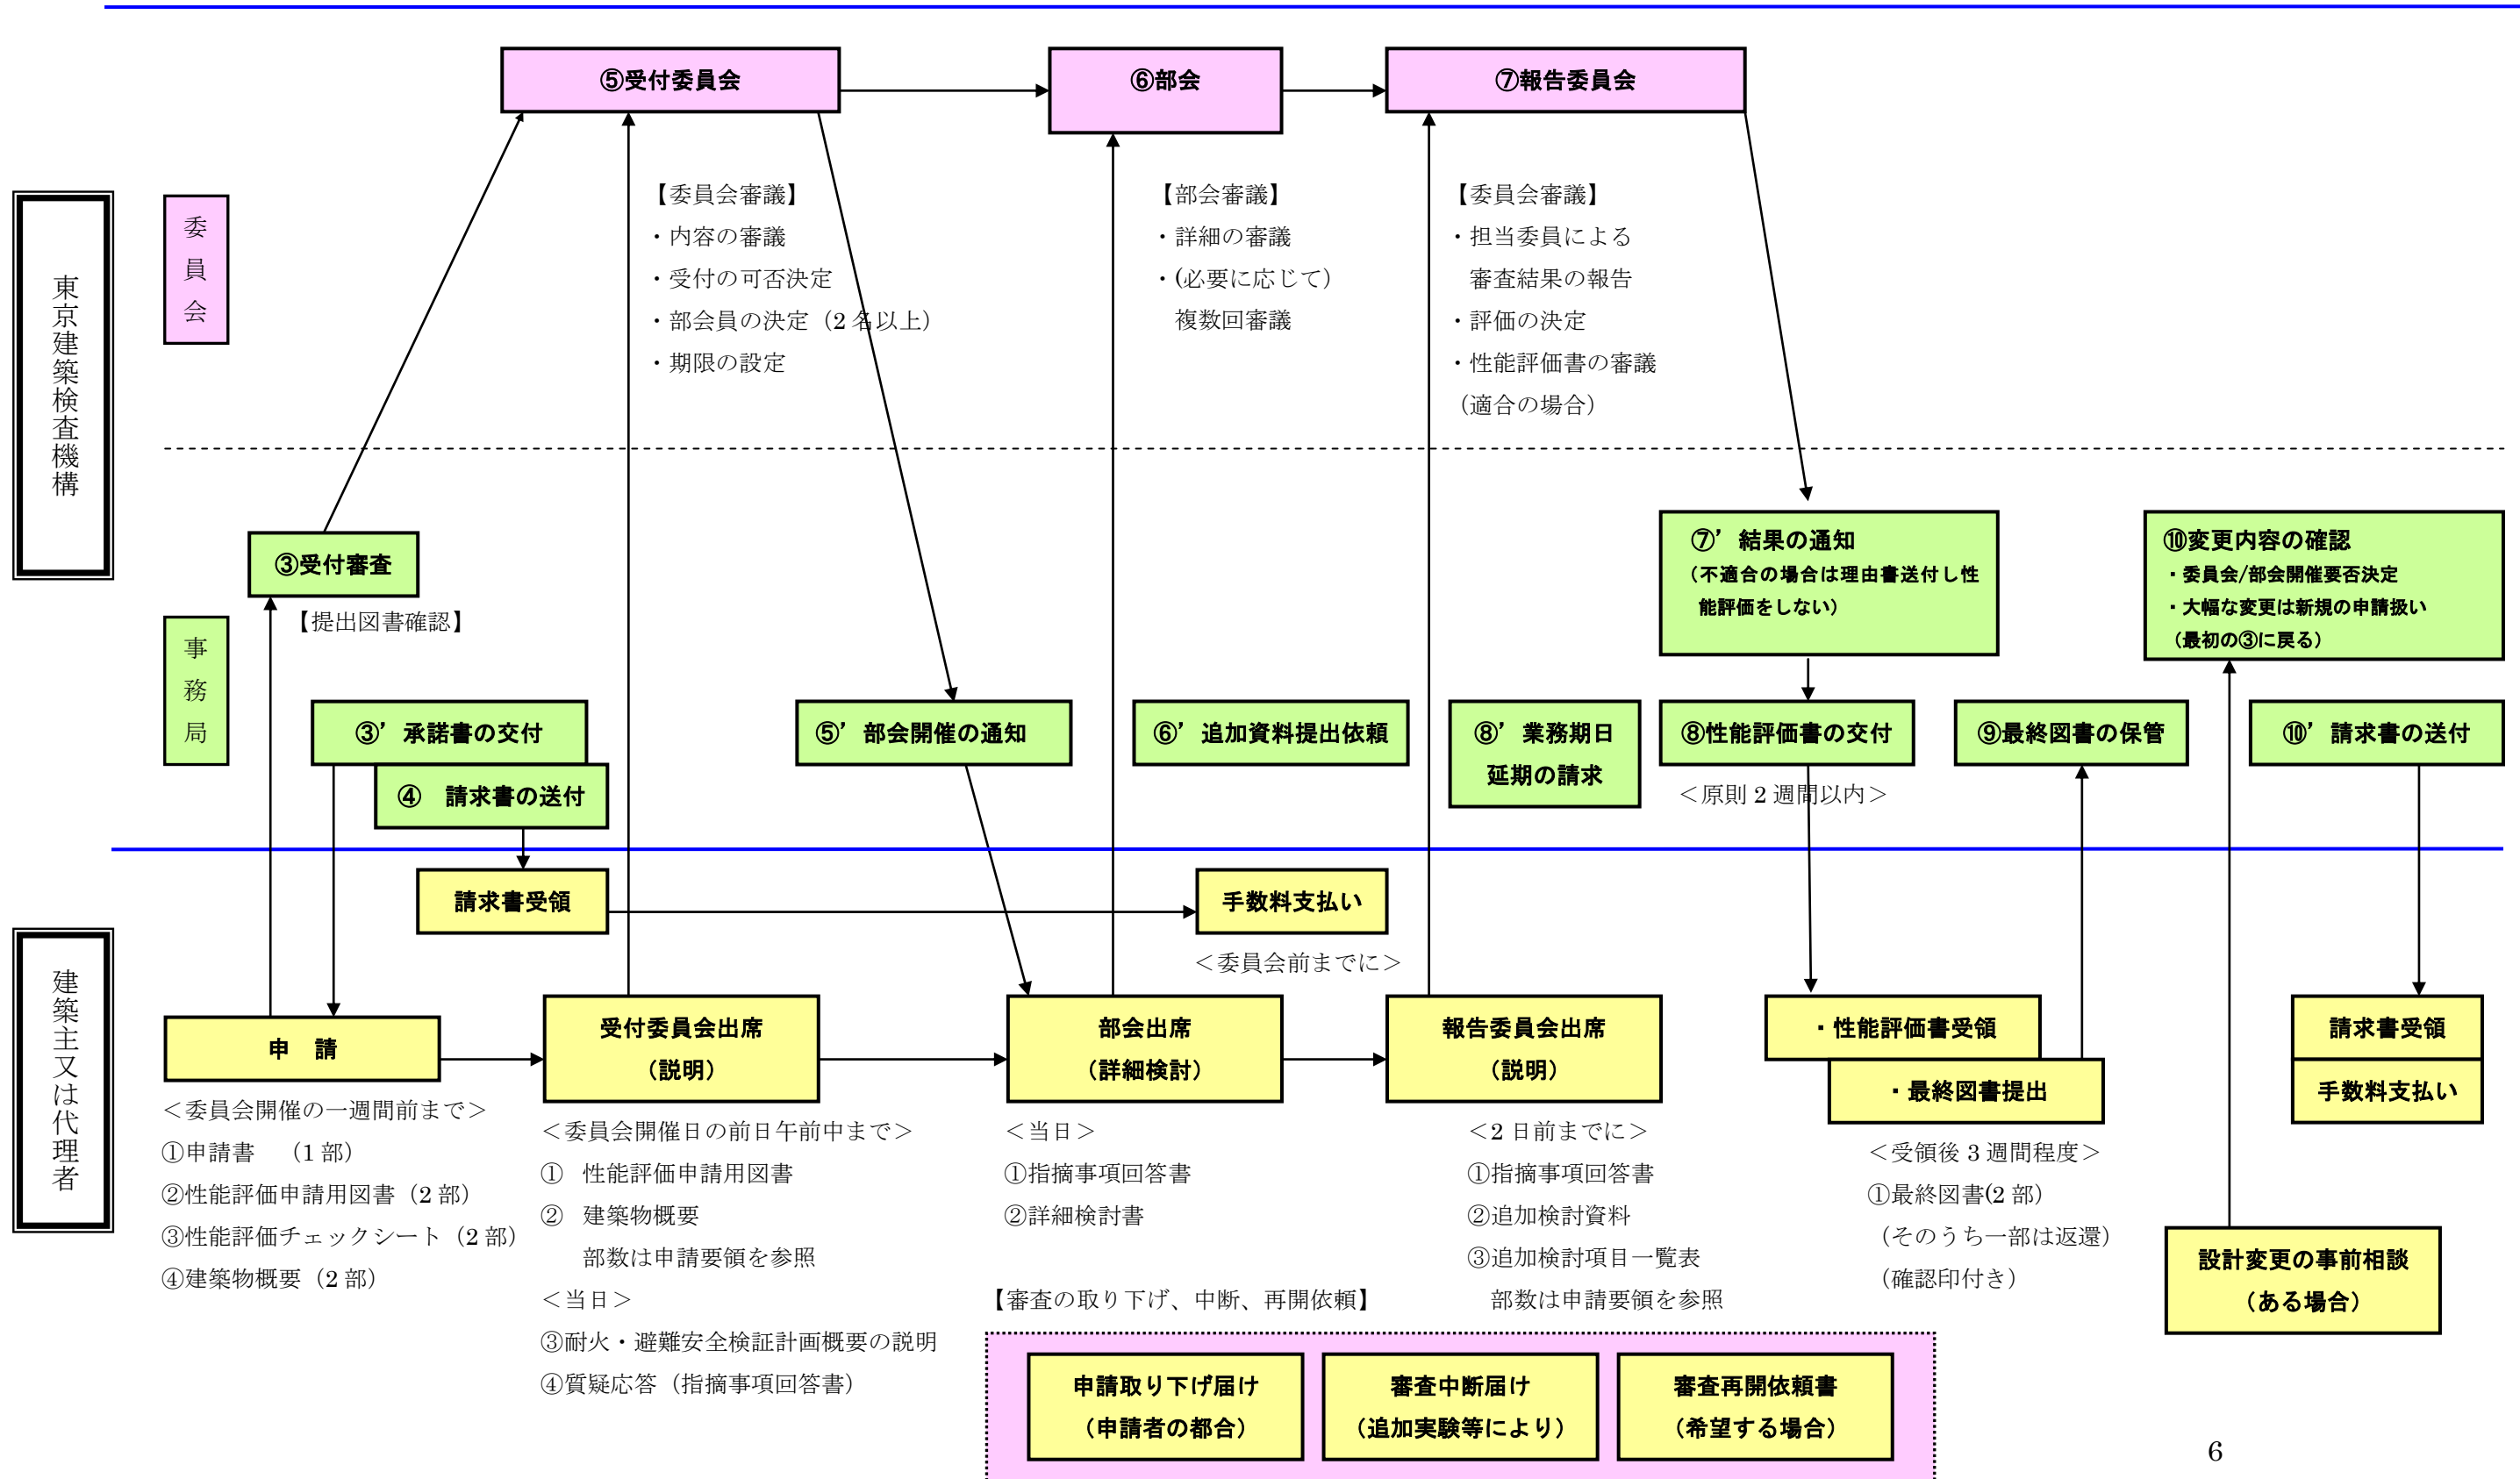 ⑤受付委員会
⑥部会
⑦報告委員会
東京建築検査機構
委員会
【委員会審議】
・内容の審議
・受付の可否決定
・部会員の決定（2名以上）
・期限の設定
【部会審議】
・詳細の審議
・(必要に応じて）
複数回審議
【委員会審議】
・担当委員による
審査結果の報告
・評価の決定
・性能評価書の審議
（適合の場合）
③受付審査
【提出図書確認】
⑦’結果の通知
（不適合の場合は理由書送付し性
能評価をしない）
⑩変更内容の確認
・委員会/部会開催要否決定
・大幅な変更は新規の申請扱い
（最初の③に戻る）
事務局
③’承諾書の交付
④　請求書の送付
⑤’部会開催の通知
⑥’追加資料提出依頼
⑧’業務期日
延期の請求
⑧性能評価書の交付
＜原則 2 週間以内＞
⑨最終図書の保管
⑩’請求書の送付
請求書受領
手数料支払い
＜委員会前までに＞
建築主又は代理者
申　請
受付委員会出席
（説明）
部会出席
（詳細検討）
報告委員会出席
（説明）
・性能評価書受領
・最終図書提出
請求書受領
手数料支払い
＜委員会開催の一週間前まで＞
①申請書　（1 部）
②性能評価申請用図書（2 部）
③性能評価チェックシート（2 部）
④建築物概要（2 部）
＜委員会開催日の前日午前中まで＞
①　性能評価申請用図書
②　建築物概要
部数は申請要領を参照
＜当日＞
③耐火・避難安全検証計画概要の説明
④質疑応答（指摘事項回答書）
＜当日＞
①指摘事項回答書
②詳細検討書
＜2 日前までに＞
①指摘事項回答書
②追加検討資料
③追加検討項目一覧表
部数は申請要領を参照
＜受領後 3 週間程度＞
①最終図書(2 部）
（そのうち一部は返還）
（確認印付き）
設計変更の事前相談
（ある場合）
【審査の取り下げ、中断、再開依頼】
申請取り下げ届け
（申請者の都合）
審査中断届け
（追加実験等により）
審査再開依頼書
（希望する場合）
6